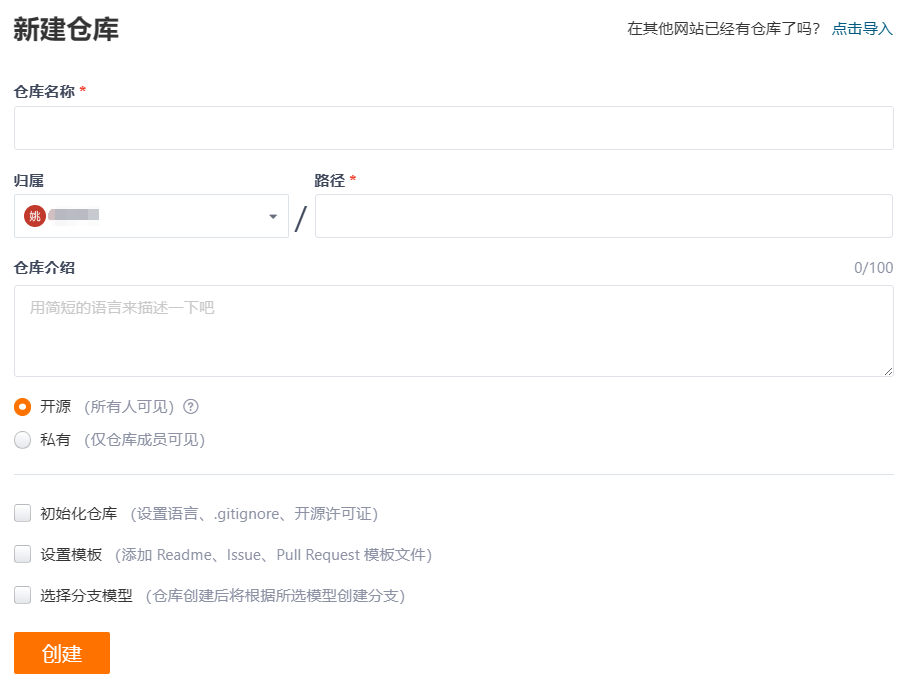 新建仓库
在其他网站已经有仓库了吗? 点击导入
仓库名称 *
归属
路径 *
姚
/
仓库介绍
0/100
用简短的语言来描述一下吧
开源 (所有人可见) ?
私有 (仅仓库成员可见)
初始化仓库 (设置语言、.gitignore、开源许可证)
设置模板 (添加 Readme、Issue、Pull Request 模板文件)
选择分支模型 (仓库创建后将根据所选模型创建分支)
创建